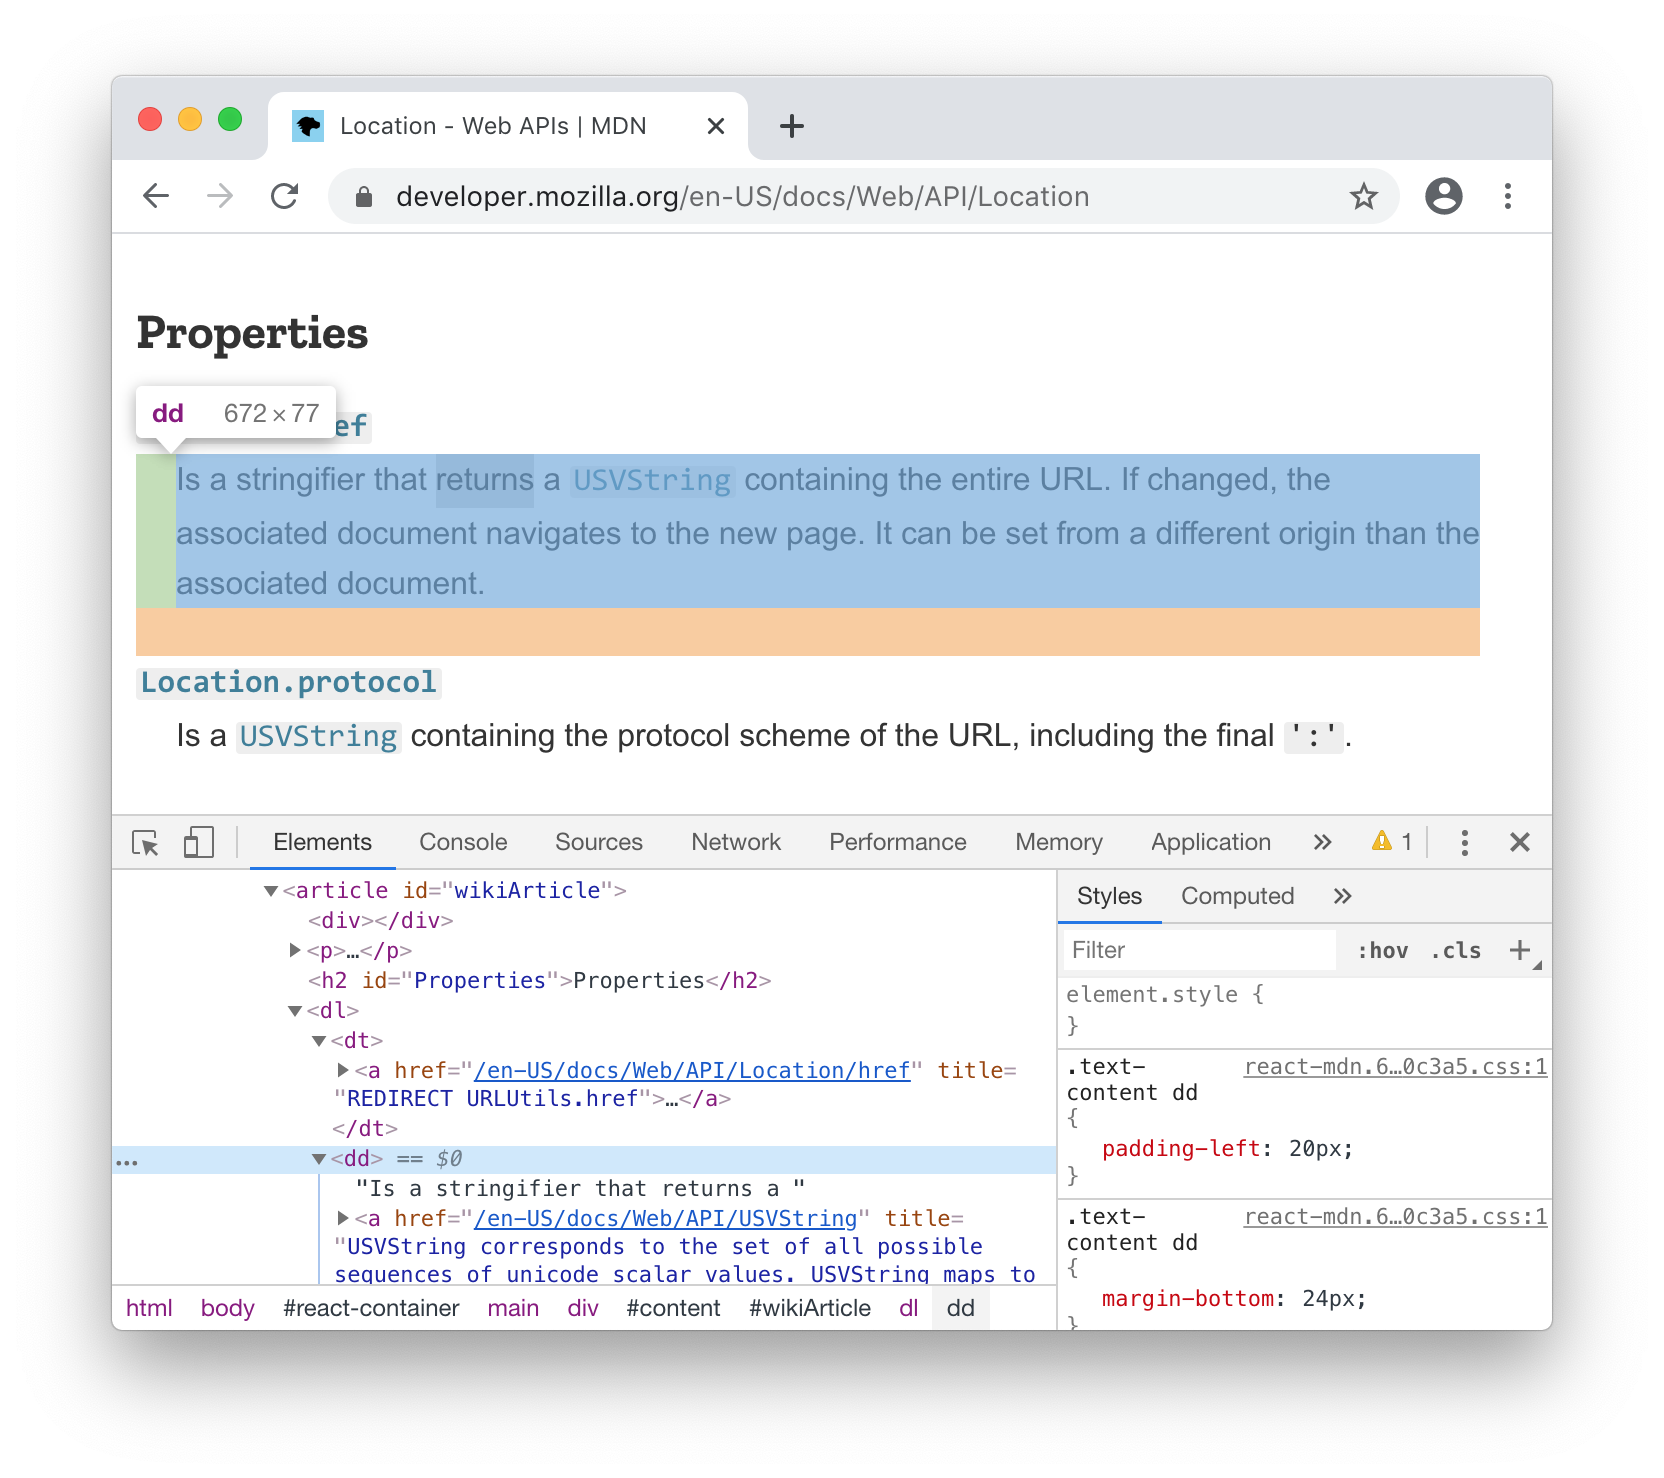 Location - Web APIs | MDN
developer.mozilla.org/en-US/docs/Web/API/Location
Properties
dd 672 × 77
ef
Is a stringifier that returns a USVString containing the entire URL. If changed, the
associated document navigates to the new page. It can be set from a different origin than the
associated document.
Location.protocol
Is a USVString containing the protocol scheme of the URL, including the final ':'.
Elements Console Sources Network Performance Memory Application » 1
<article id="wikiArticle">
<div></div>
<p>…</p>
<h2 id="Properties">Properties</h2>
<dl>
<dt>
<a href="/en-US/docs/Web/API/Location/href" title=
"REDIRECT URLUtils.href">…</a>
</dt>
… <dd> == $0
"Is a stringifier that returns a "
<a href="/en-US/docs/Web/API/USVString" title=
"USVString corresponds to the set of all possible
sequences of unicode scalar values. USVString maps to
html body #react-container main div #content #wikiArticle dl dd
Styles Computed »
Filter :hov .cls +
element.style {
}
.text- react-mdn.6…0c3a5.css:1
content dd
{
padding-left: 20px;
}
.text- react-mdn.6…0c3a5.css:1
content dd
{
margin-bottom: 24px;
}